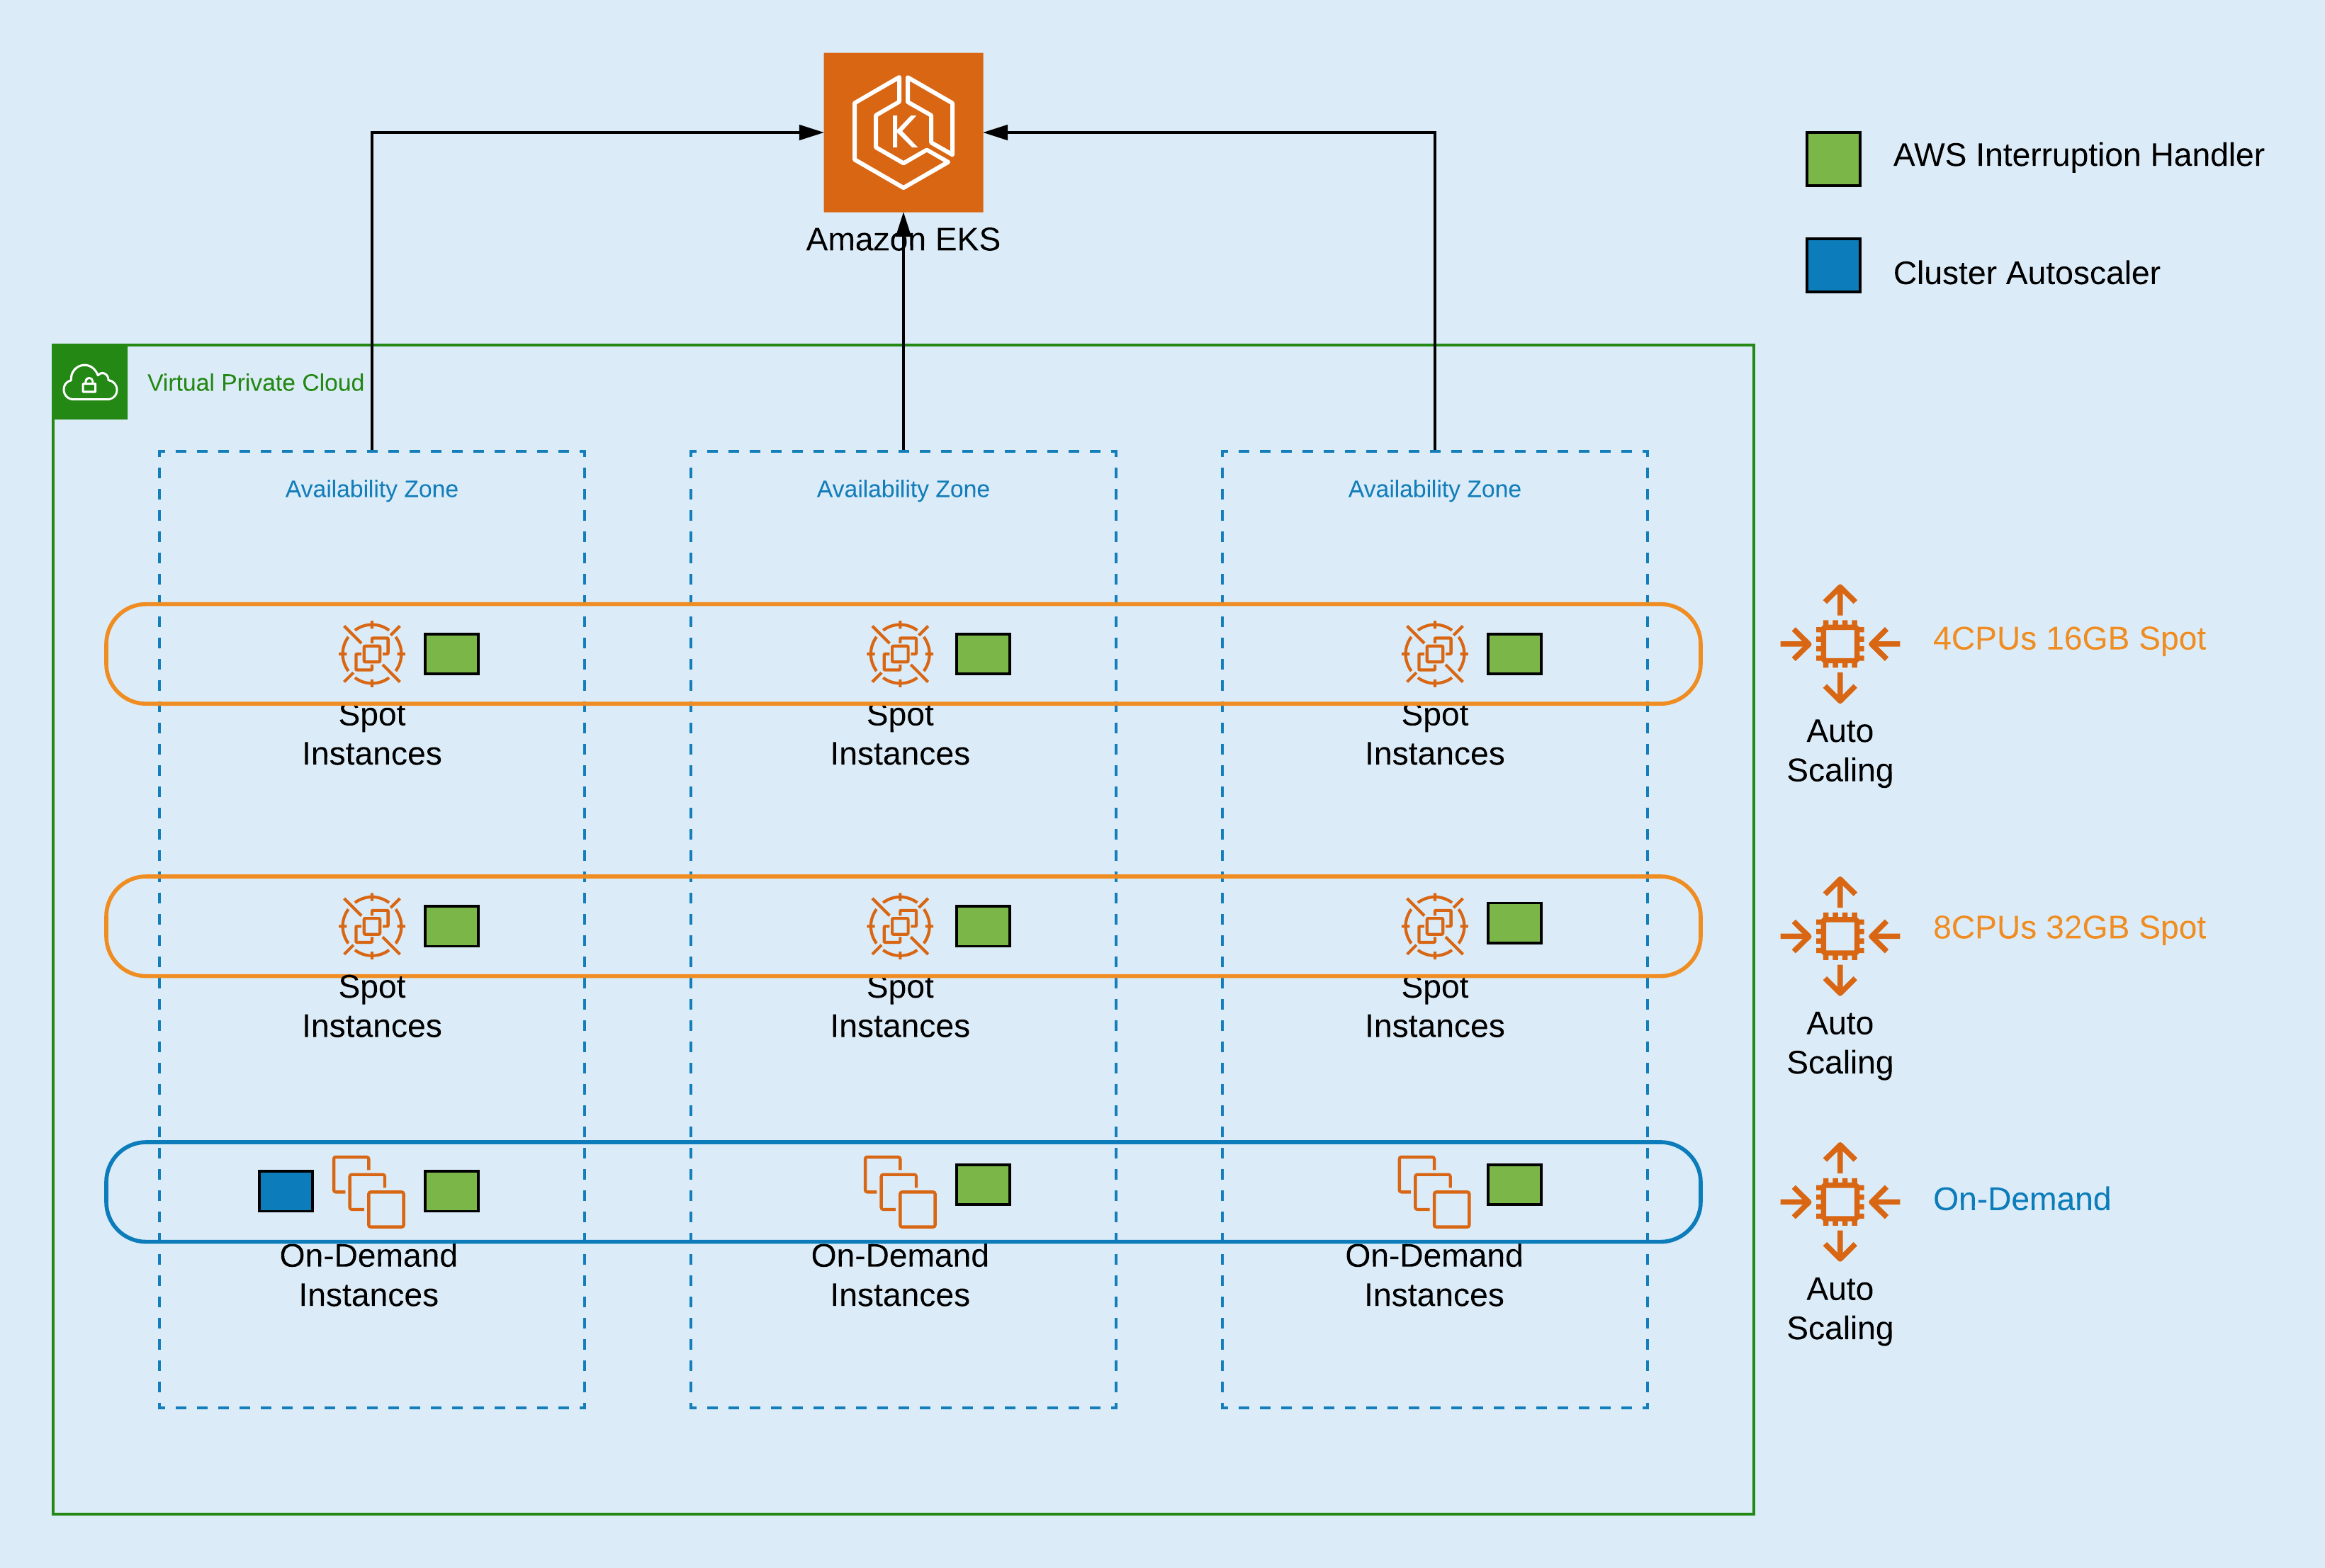 Amazon EKS
AWS Interruption Handler
Cluster Autoscaler
Virtual Private Cloud
Availability Zone
Availability Zone
Availability Zone
Spot
Instances
Spot
Instances
Spot
Instances
4CPUs 16GB Spot
Auto
Scaling
Spot
Instances
Spot
Instances
Spot
Instances
8CPUs 32GB Spot
Auto
Scaling
On-Demand
Instances
On-Demand
Instances
On-Demand
Instances
On-Demand
Auto
Scaling